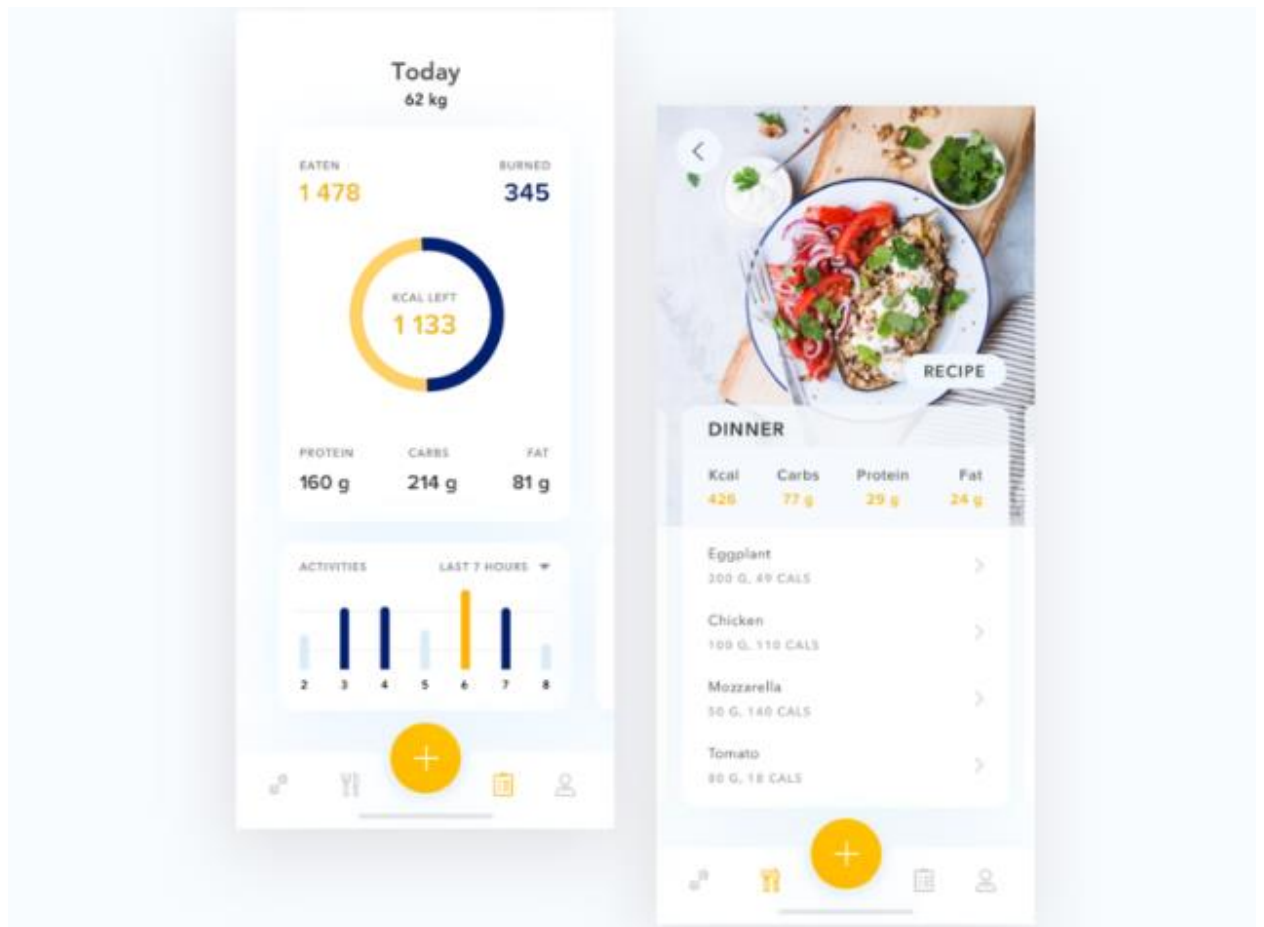 Today
62 kg
EATEN BURNED
1 478 345
KCAL LEFT
1 133
PROTEIN CARBS FAT
160 g 214 g 81 g
ACTIVITIES LAST 7 HOURS
2 3 4 5 6 7 8
RECIPE
DINNER
Kcal Carbs Protein Fat
426 77 g 29 g 24 g
Eggplant
200 G, 49 CALS
Chicken
100 G, 110 CALS
Mozzarella
50 G, 140 CALS
Tomato
80 G, 18 CALS